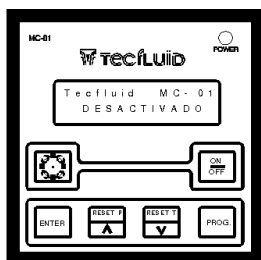 MC-01
POWER
Tecfluid
Tecfluid MC-01
DESACTIVADO
ON
OFF
ENTER
RESET P
RESET T
PROG.